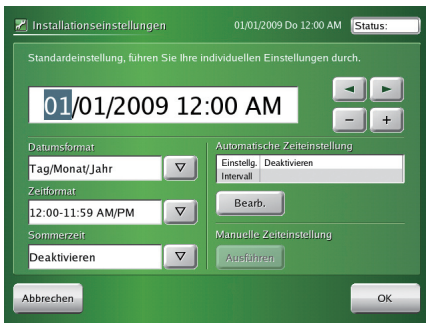 Installationseinstellungen 01/01/2009 Do 12:00 AM Status:
Standardeinstellung, führen Sie Ihre individuellen Einstellungen durch.
01/01/2009 12:00 AM
− +
Datumsformat
Tag/Monat/Jahr
Zeitformat
12:00-11:59 AM/PM
Sommerzeit
Deaktivieren
Automatische Zeiteinstellung
Einstellg. Deaktivieren
Intervall
Bearb.
Manuelle Zeiteinstellung
Ausführen
Abbrechen OK